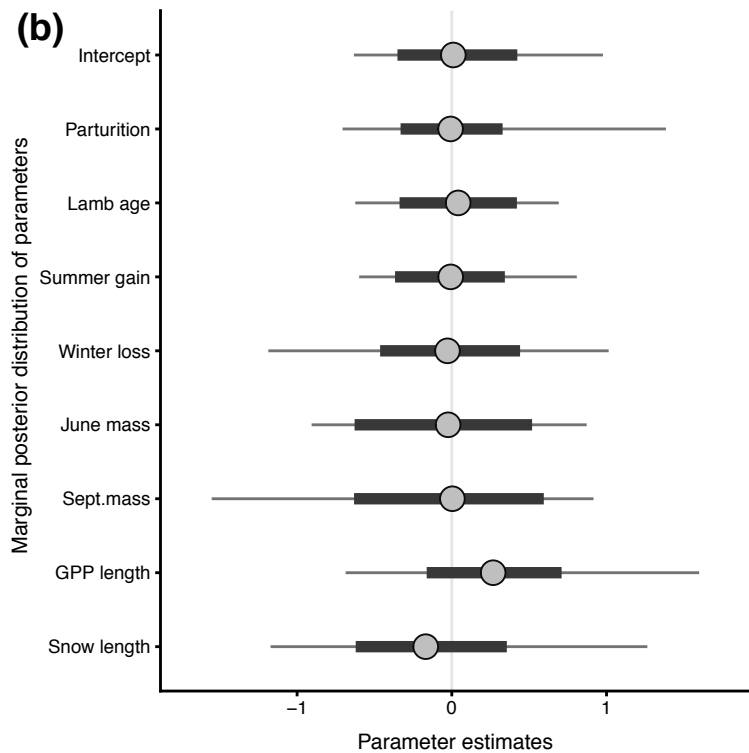 (b)
Marginal posterior distribution of parameters
Intercept
Parturition
Lamb age
Summer gain
Winter loss
June mass
Sept.mass
GPP length
Snow length
−1 0 1
Parameter estimates